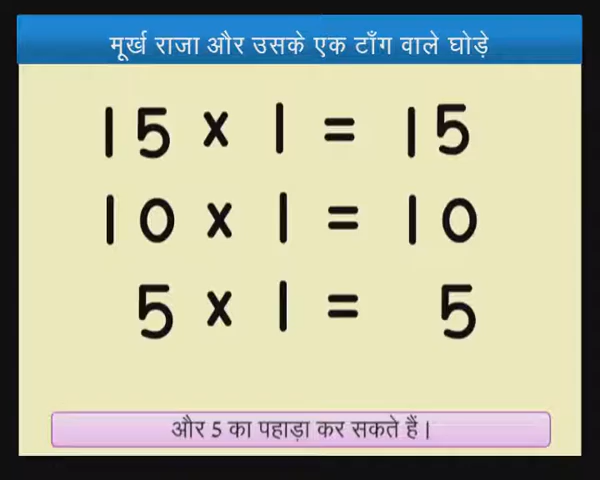 मूर्ख राजा और उसके एक टाँग वाले घोड़े
15 x 1 = 15
10 x 1 = 10
5 x 1 = 5
और 5 का पहाड़ा कर सकते हैं।